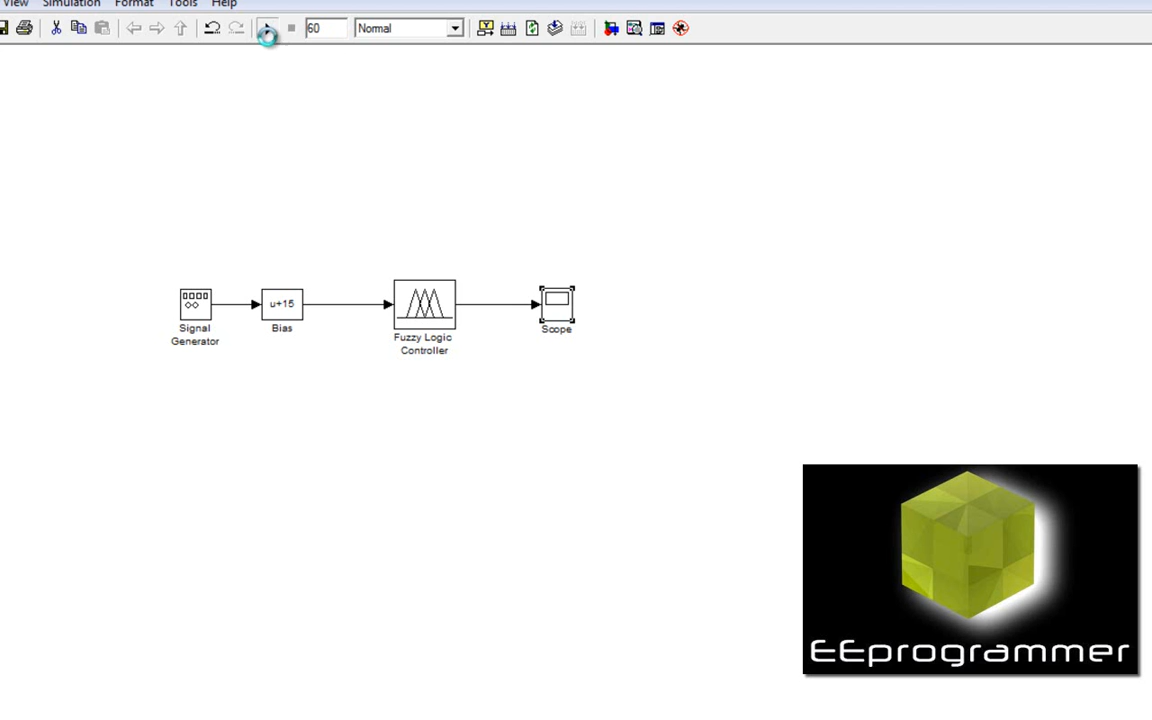 View Simulation Format Tools Help
60 Normal
u+15
Signal
Generator
Bias
Fuzzy Logic
Controller
Scope
EEprogrammer